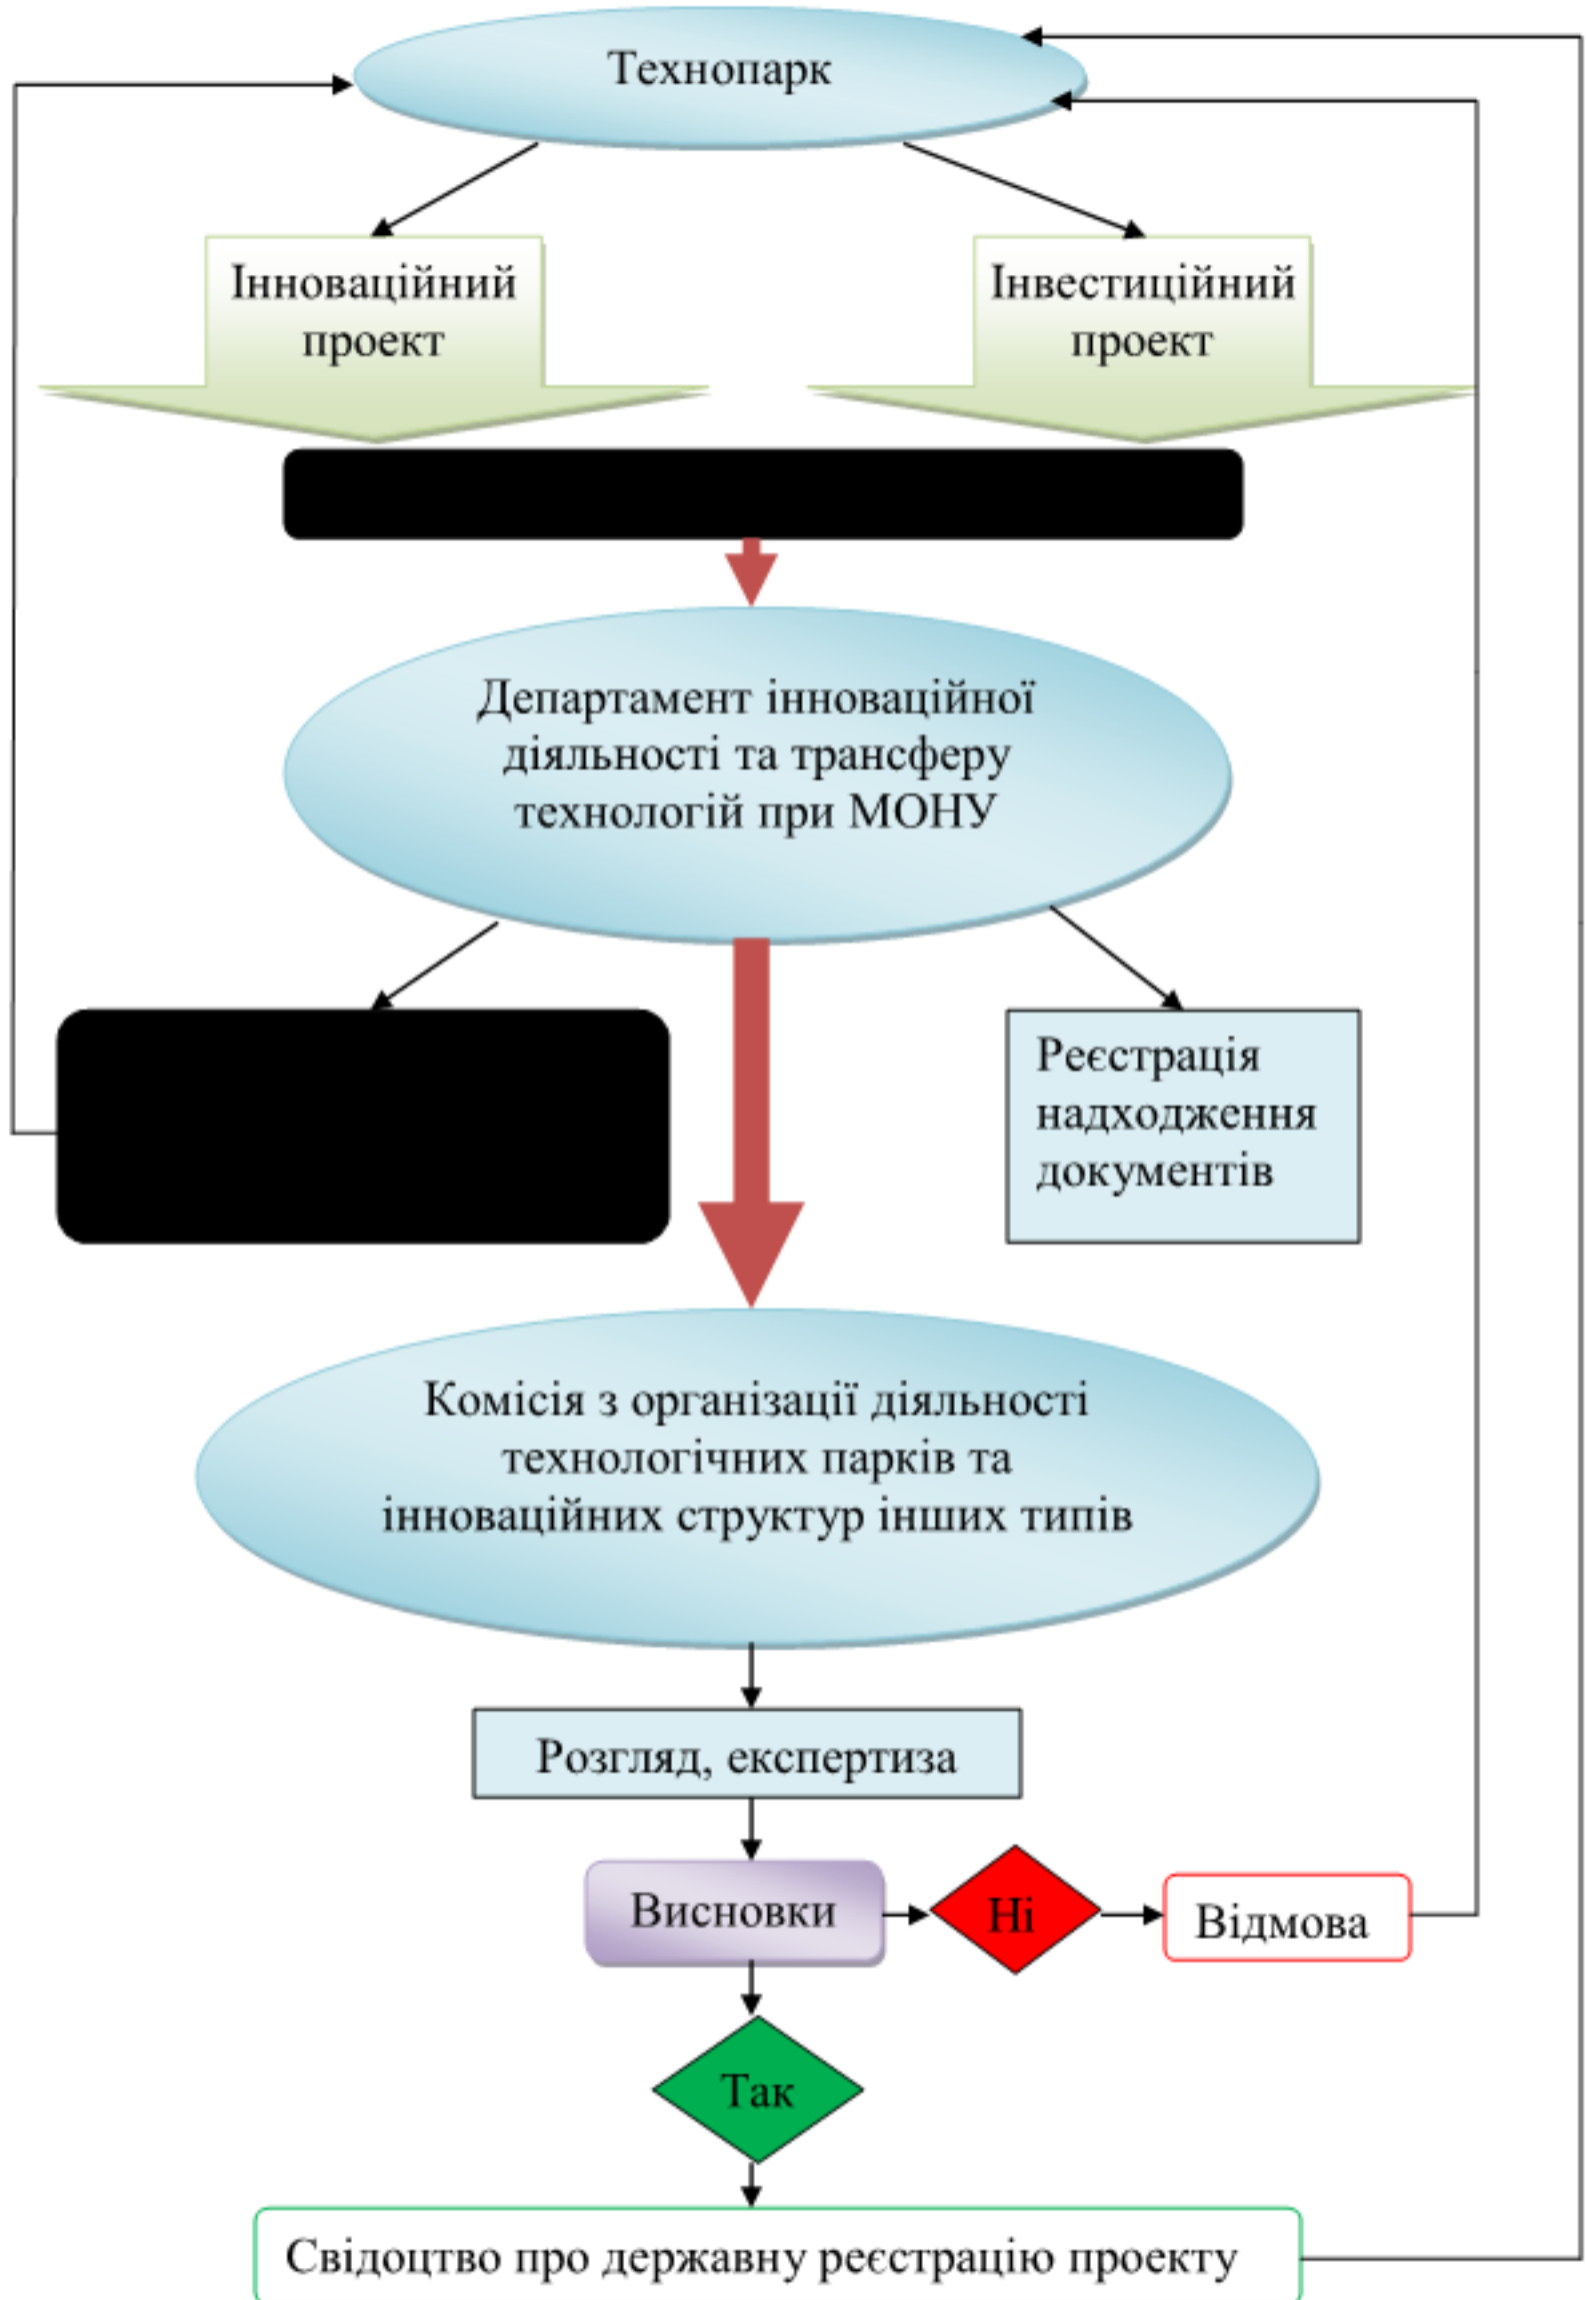 Технопарк
Інноваційний
проект
Інвестиційний
проект
Департамент інноваційної
діяльності та трансферу
технологій при МОНУ
Реєстрація
надходження
документів
Комісія з організації діяльності
технологічних парків та
інноваційних структур інших типів
Розгляд, експертиза
Висновки
Ні
Відмова
Так
Свідоцтво про державну реєстрацію проекту